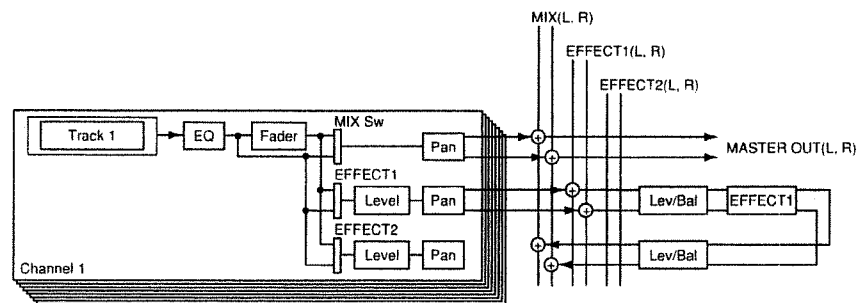 MIX(L, R)
EFFECT1(L, R)
EFFECT2(L, R)
MIX Sw
Track 1
EQ
Fader
Pan
MASTER OUT(L, R)
EFFECT1
Level
Pan
Lev/Bal
EFFECT1
EFFECT2
Level
Pan
Lev/Bal
Channel 1